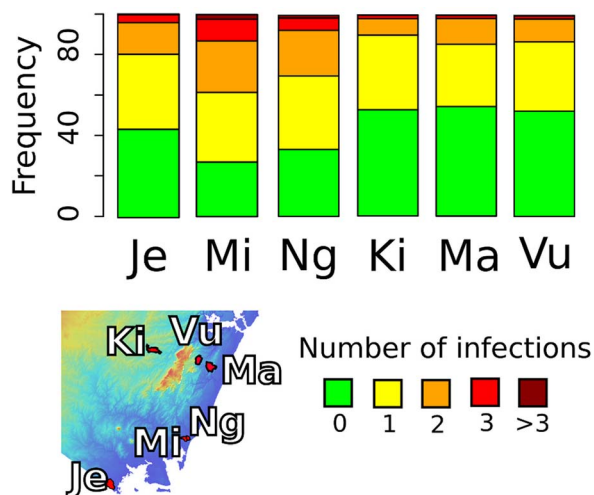 Frequency
80
40
0
Je Mi Ng Ki Ma Vu
Ki
Vu
Ma
Ng
Mi
Je
Number of infections
0 1 2 3 >3